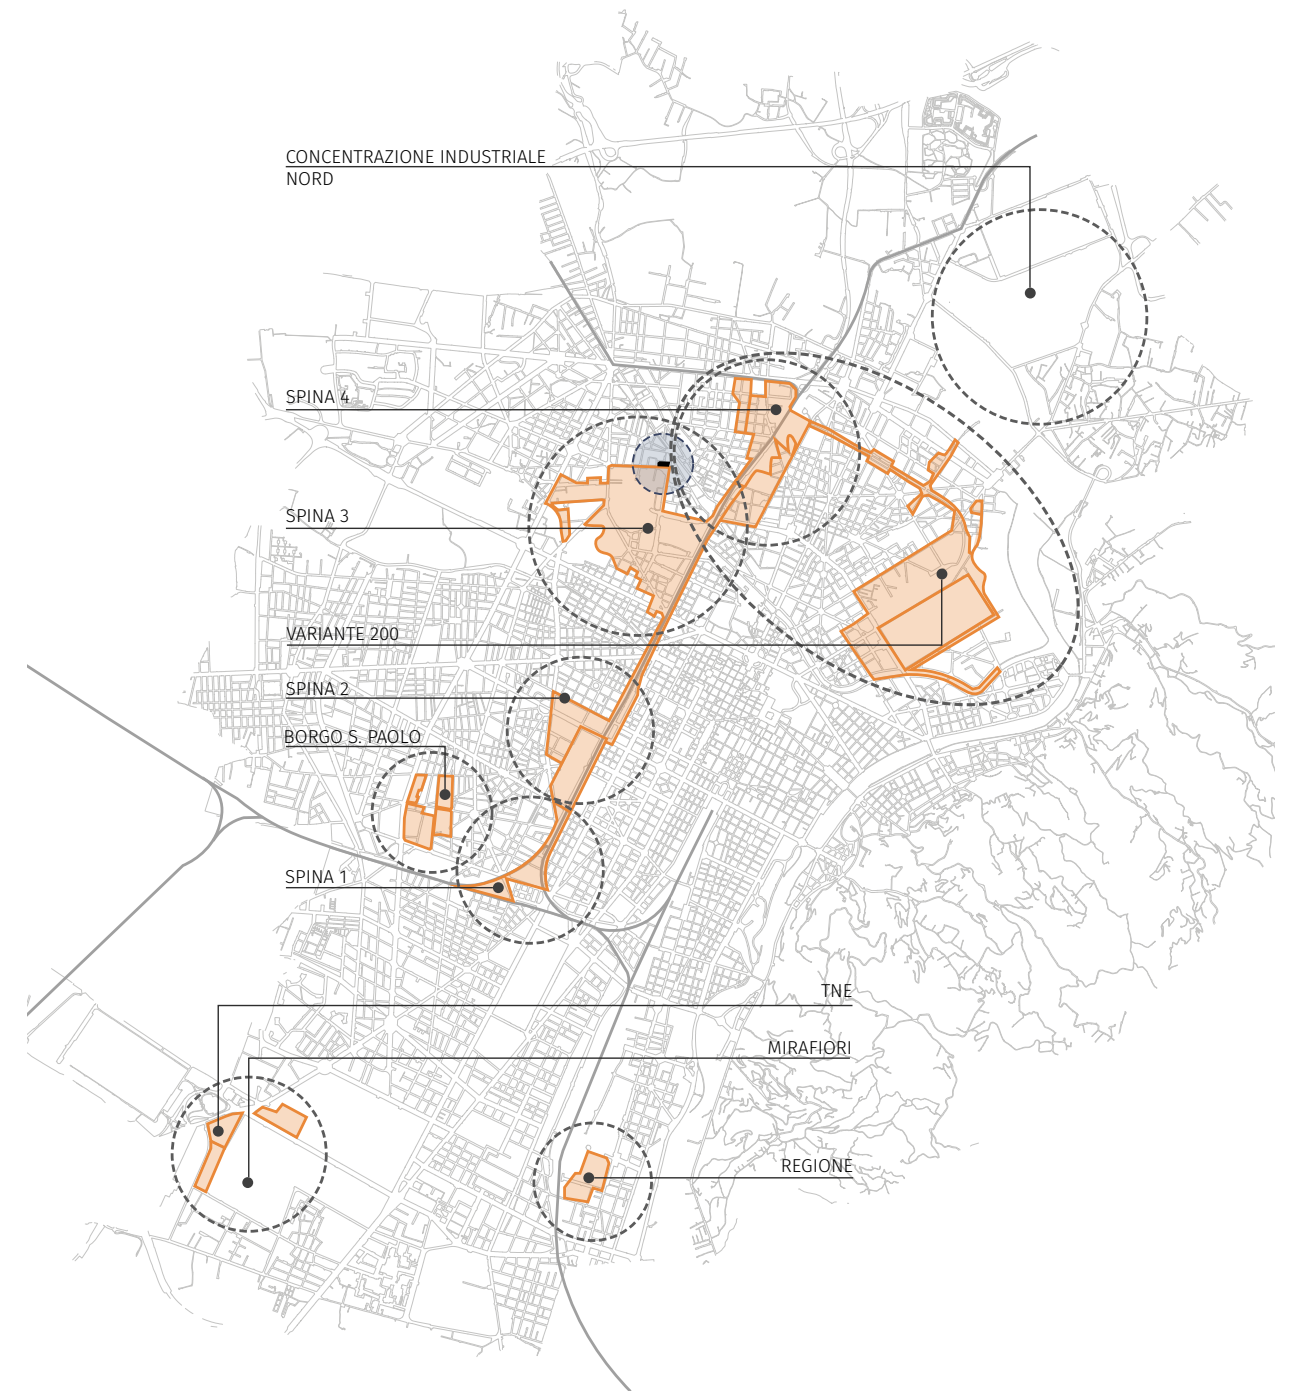 CONCENTRAZIONE INDUSTRIALE
NORD
SPINA 4
SPINA 3
VARIANTE 200
SPINA 2
BORGO S. PAOLO
SPINA 1
TNE
MIRAFIORI
REGIONE